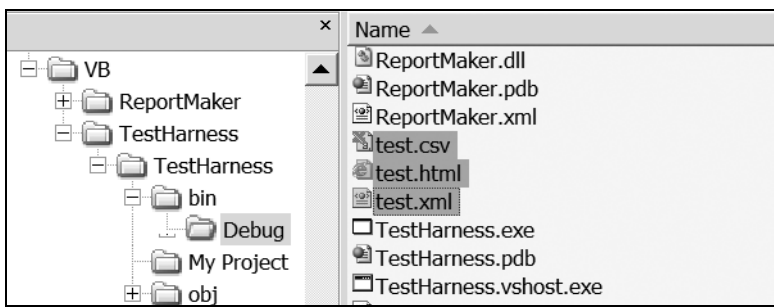 VB
ReportMaker
TestHarness
TestHarness
bin
Debug
My Project
obj
Name
ReportMaker.dll
ReportMaker.pdb
ReportMaker.xml
test.csv
test.html
test.xml
TestHarness.exe
TestHarness.pdb
TestHarness.vshost.exe